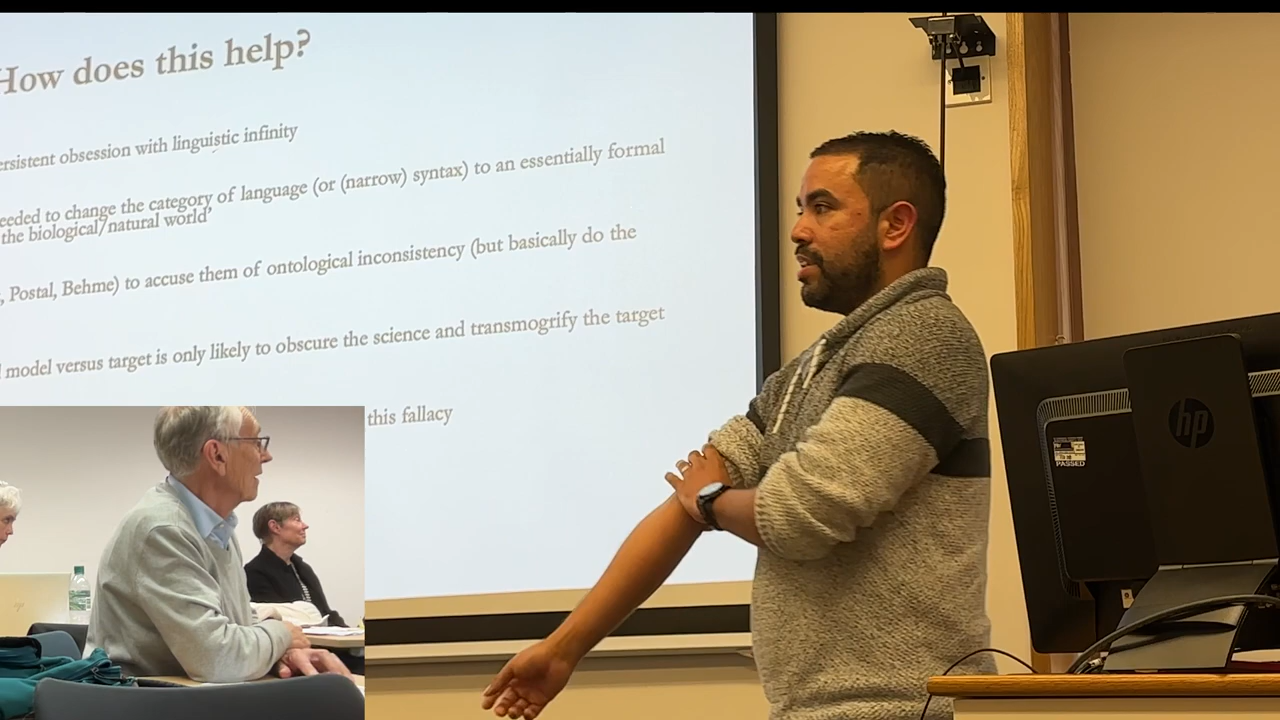 How does this help?
ersistent obsession with linguistic infinity
eeded to change the category of language (or (narrow) syntax) to an essentially formal
the biological/natural world'
, Postal, Behme) to accuse them of ontological inconsistency (but basically do the
model versus target is only likely to obscure the science and transmogrify the target
this fallacy
hp
PASSED